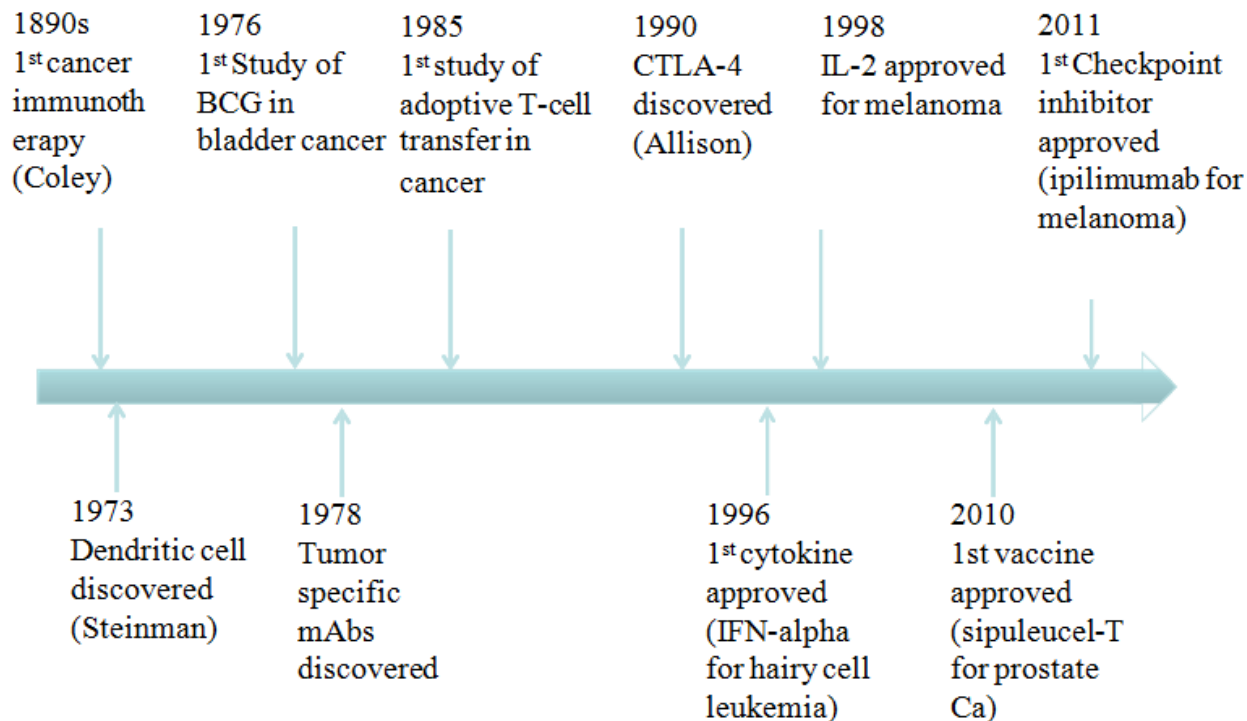 1890s
1st cancer
immunoth
erapy
(Coley)
1976
1st Study of
BCG in
bladder cancer
1985
1st study of
adoptive T-cell
transfer in
cancer
1990
CTLA-4
discovered
(Allison)
1998
IL-2 approved
for melanoma
2011
1st Checkpoint
inhibitor
approved
(ipilimumab for
melanoma)
1973
Dendritic cell
discovered
(Steinman)
1978
Tumor
specific
mAbs
discovered
1996
1st cytokine
approved
(IFN-alpha
for hairy cell
leukemia)
2010
1st vaccine
approved
(sipuleucel-T
for prostate
Ca)